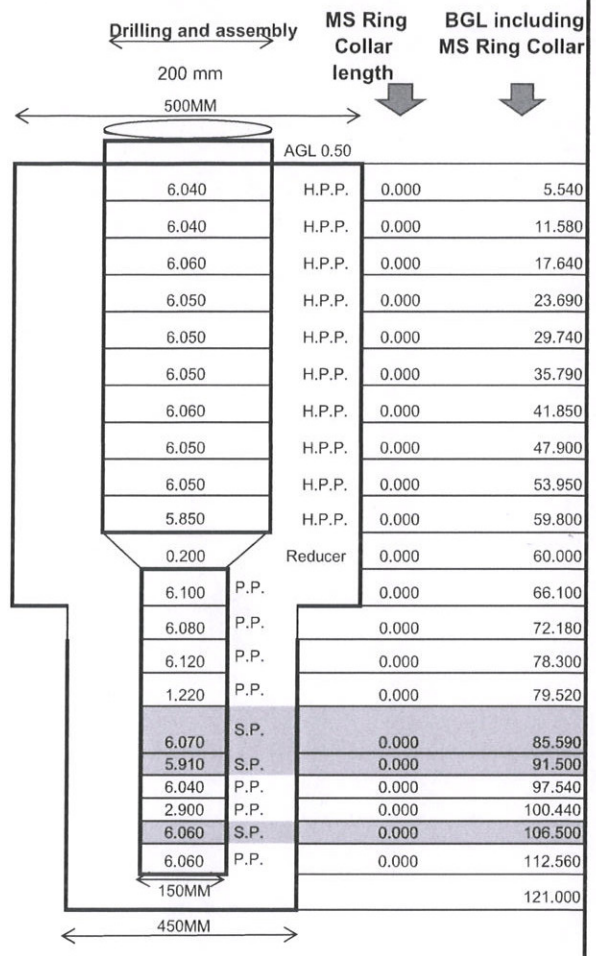 Drilling and assembly
MS Ring Collar length
BGL including MS Ring Collar
200 mm
500MM
AGL 0.50
6.040 H.P.P. 0.000 5.540
6.040 H.P.P. 0.000 11.580
6.060 H.P.P. 0.000 17.640
6.050 H.P.P. 0.000 23.690
6.050 H.P.P. 0.000 29.740
6.050 H.P.P. 0.000 35.790
6.060 H.P.P. 0.000 41.850
6.050 H.P.P. 0.000 47.900
6.050 H.P.P. 0.000 53.950
5.850 H.P.P. 0.000 59.800
0.200 Reducer 0.000 60.000
6.100 P.P. 0.000 66.100
6.080 P.P. 0.000 72.180
6.120 P.P. 0.000 78.300
1.220 P.P. 0.000 79.520
6.070 S.P. 0.000 85.590
5.910 S.P. 0.000 91.500
6.040 P.P. 0.000 97.540
2.900 P.P. 0.000 100.440
6.060 S.P. 0.000 106.500
6.060 P.P. 0.000 112.560
150MM
121.000
450MM